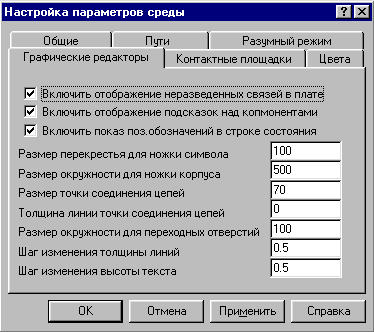 Настройка параметров среды
Общие Пути Разумный режим
Графические редакторы Контактные площадки Цвета
Включить отображение неразведенных связей в плате
Включить отображение подсказок над копмонентами
Включить показ поз.обозначений в строке состояния
Размер перекрестья для ножки символа 100
Размер окружности для ножки корпуса 500
Размер точки соединения цепей 70
Толщина линии точки соединения цепей 0
Размер окружности для переходных отверстий 100
Шаг изменения толщины линий 0.5
Шаг изменения высоты текста 0.5
OK Отмена Применить Справка